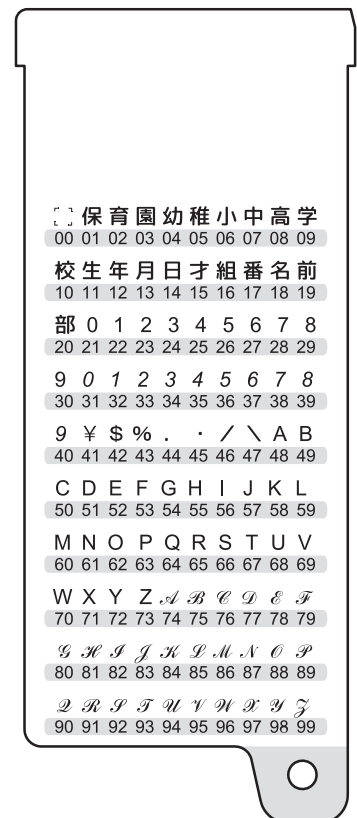 保育園幼稚小中高学
00 01 02 03 04 05 06 07 08 09
校生年月日才組番名前
10 11 12 13 14 15 16 17 18 19
部 0 1 2 3 4 5 6 7 8
20 21 22 23 24 25 26 27 28 29
9 0 1 2 3 4 5 6 7 8
30 31 32 33 34 35 36 37 38 39
9 ¥ $ % . · / \ A B
40 41 42 43 44 45 46 47 48 49
C D E F G H I J K L
50 51 52 53 54 55 56 57 58 59
M N O P Q R S T U V
60 61 62 63 64 65 66 67 68 69
W X Y Z 𝒜 ℬ 𝒞 𝒟 ℰ ℱ
70 71 72 73 74 75 76 77 78 79
𝒢 ℋ ℐ 𝒥 𝒦 ℒ ℳ 𝒩 𝒪 𝒫
80 81 82 83 84 85 86 87 88 89
𝒬 ℛ 𝒮 𝒯 𝒰 𝒱 𝒲 𝒳 𝒴 𝒵
90 91 92 93 94 95 96 97 98 99